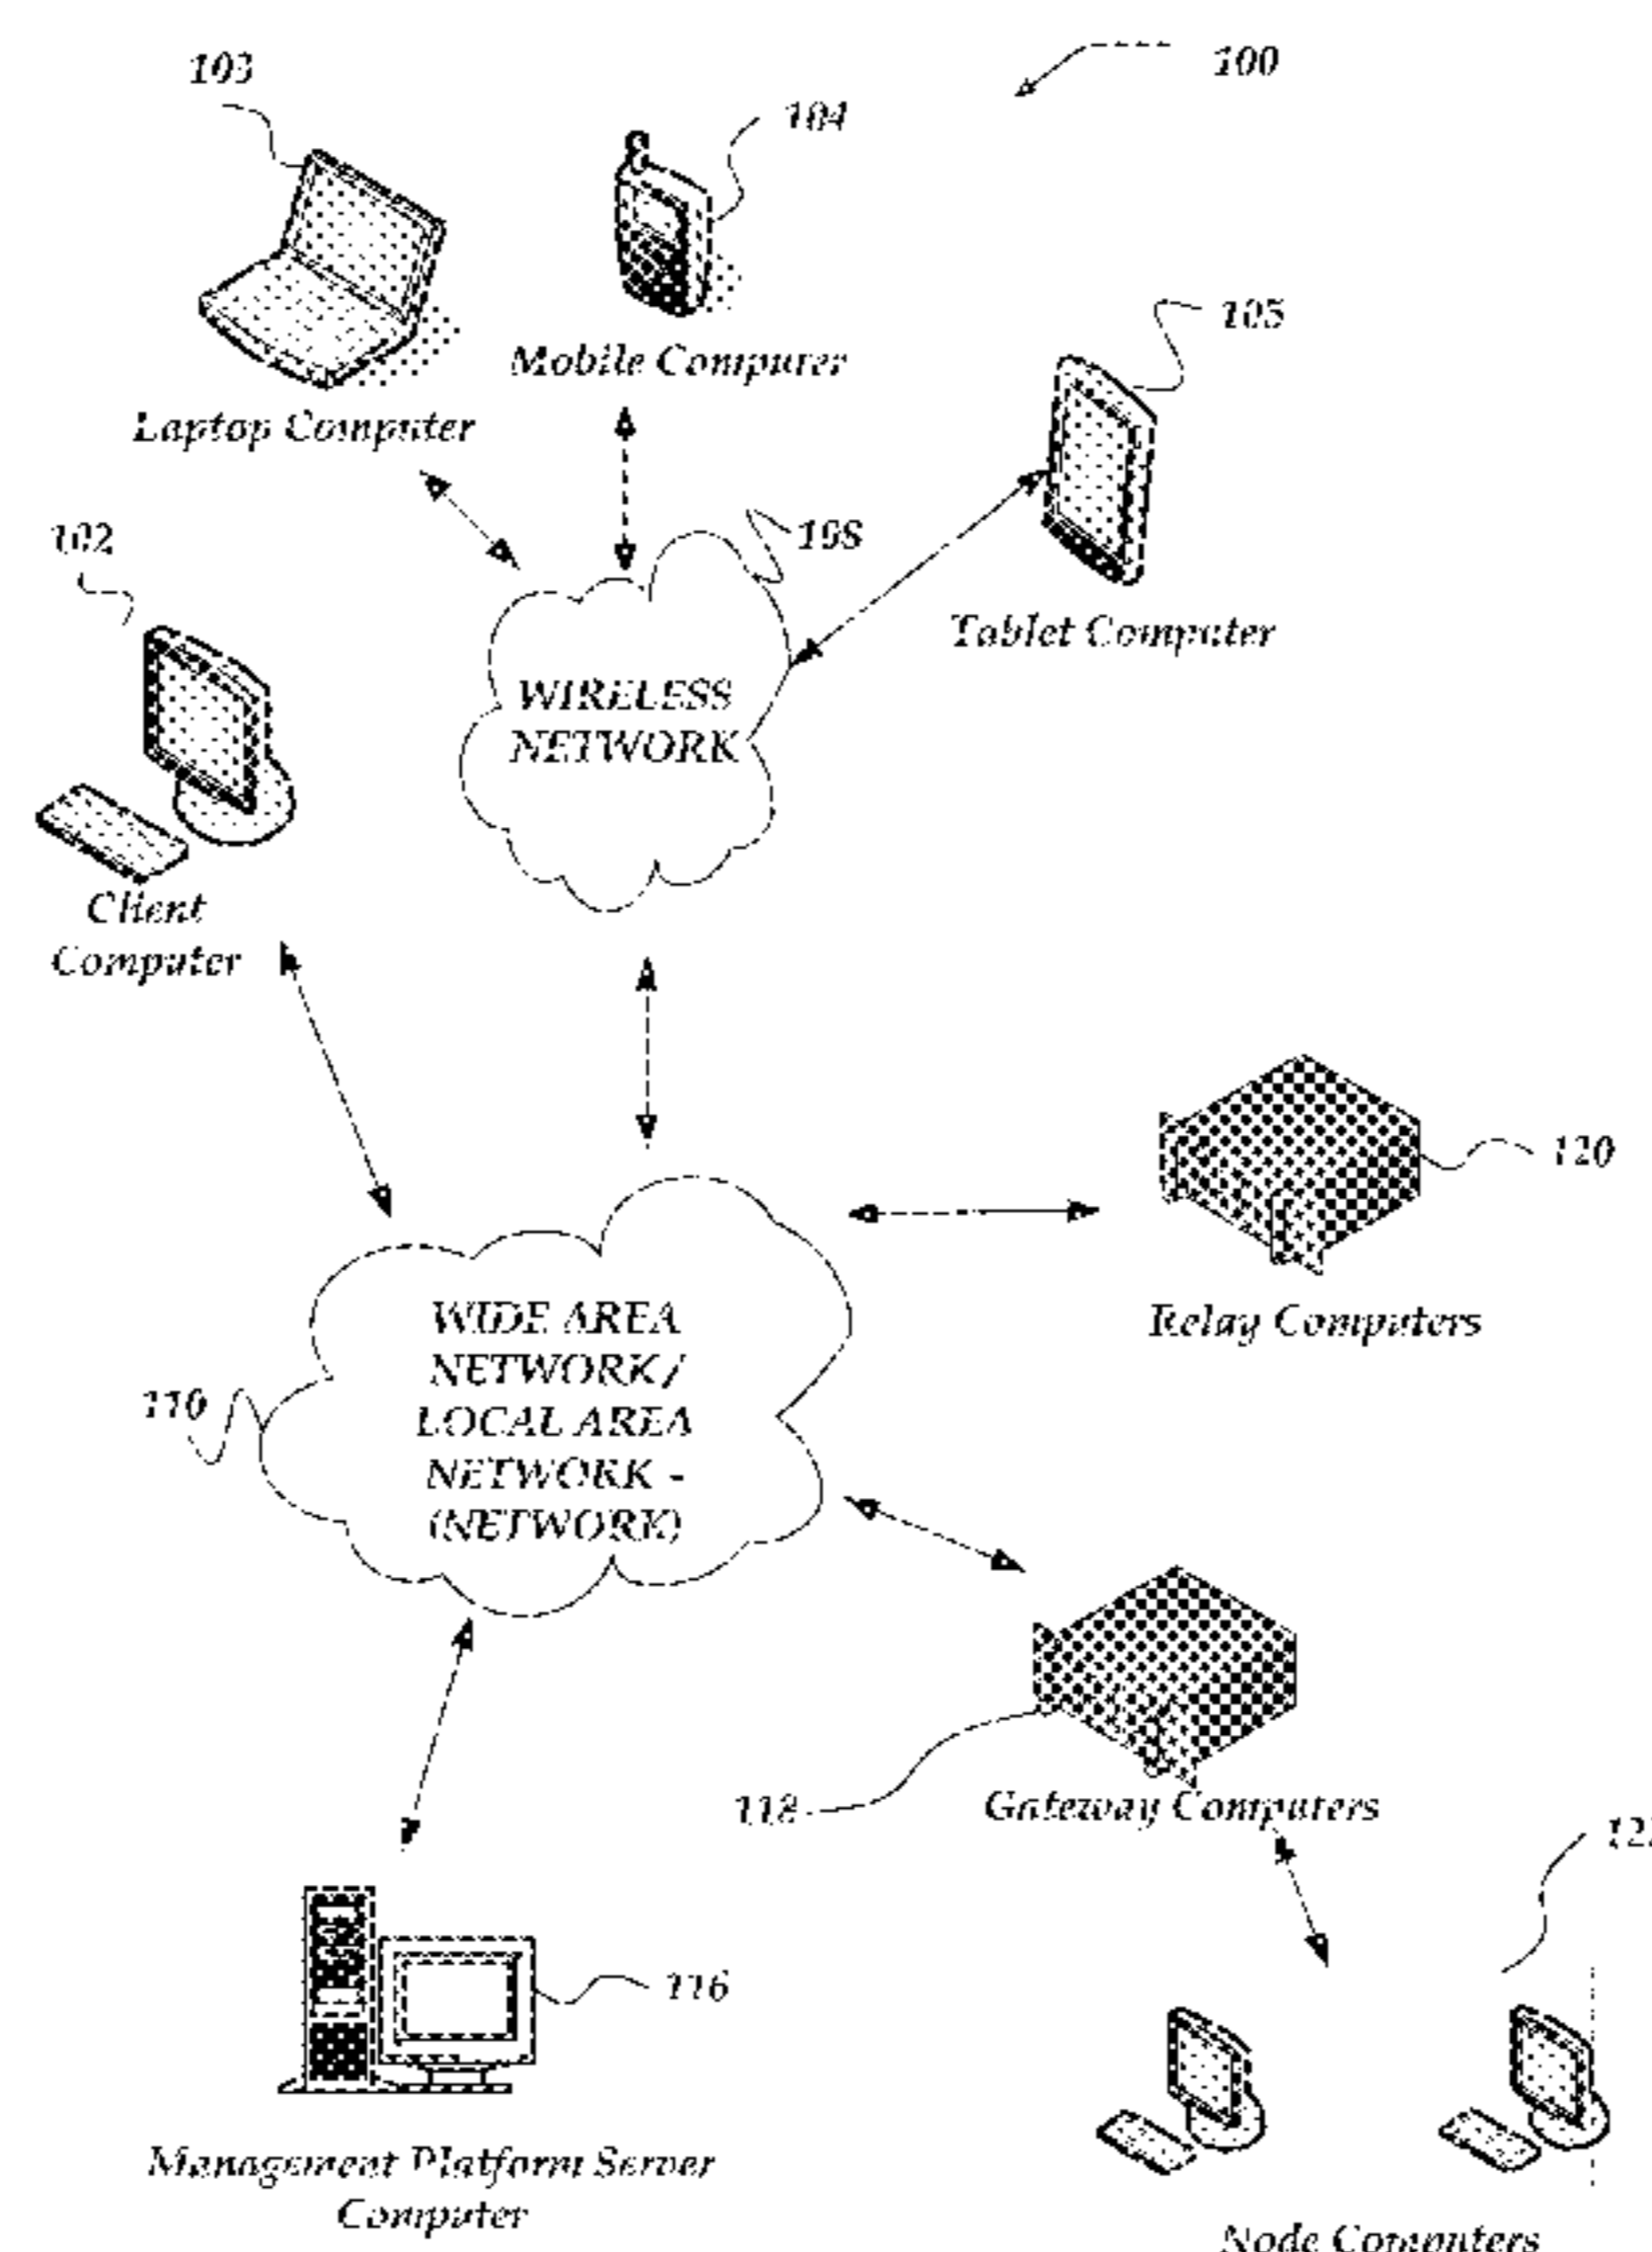 100
103
104
105
Mobile Computer
Laptop Computer
102
108
Tablet Computer
WIRELESS
NETWORK
Client
Computer
120
Relay Computers
WIDE AREA
NETWORK /
LOCAL AREA
NETWORK -
(NETWORK)
110
118
Gateway Computers
116
Management Platform Server
Computer
Node Computers